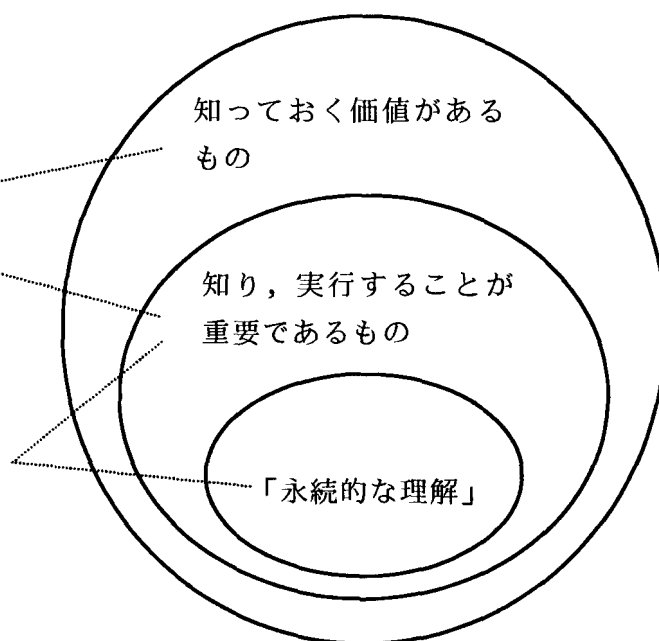 知っておく価値がある
もの
知り，実行することが
重要であるもの
「永続的な理解」